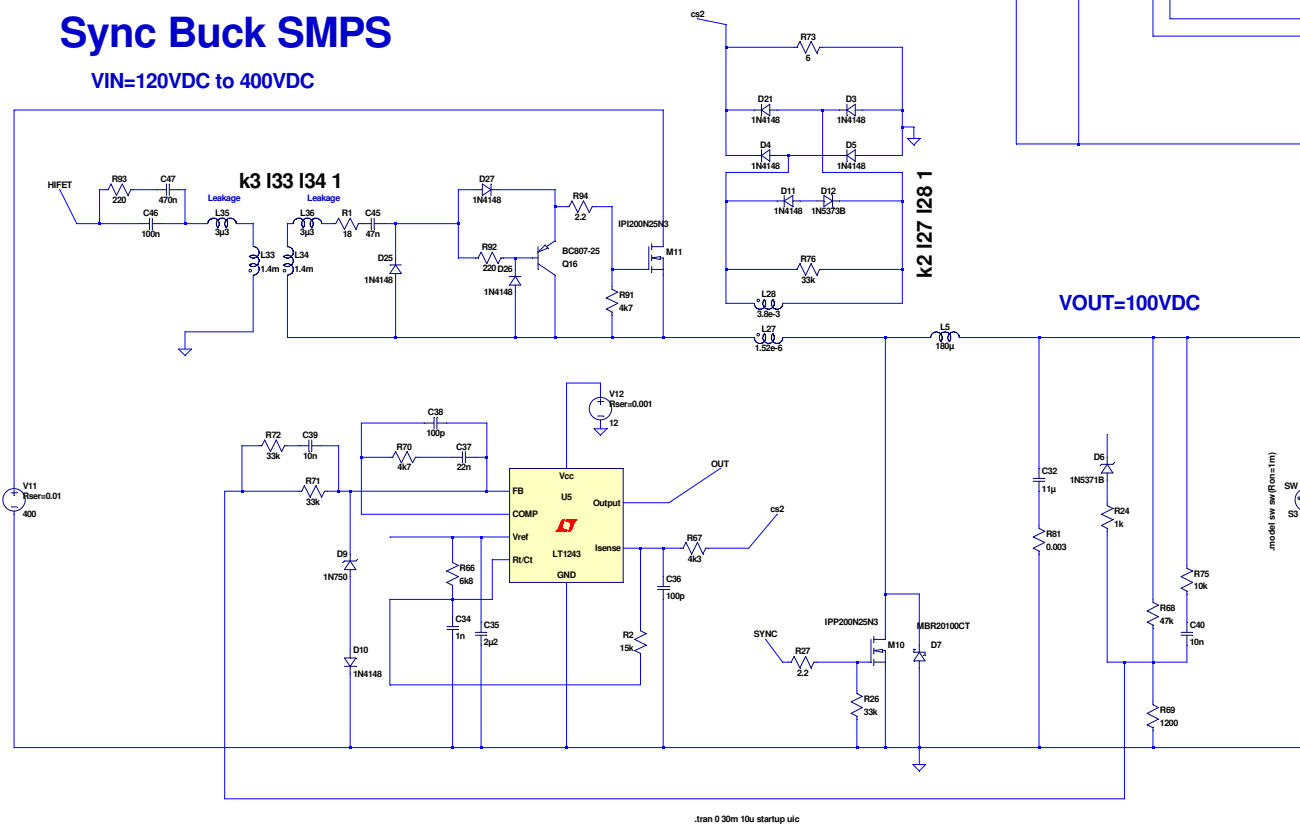 Sync Buck SMPS
VIN=120VDC to 400VDC
cs2
R73
6
D21
1N4148
D3
1N4148
D4
1N4148
D5
1N4148
D11
1N4148
D12
1N5373B
R76
33k
L28
3.8e-3
L27
1.52e-6
k2 l27 l28 1
HIFET
R93
220
C47
470n
C46
100n
k3 l33 l34 1
Leakage
L35
3µ3
Leakage
L36
3µ3
L33
1.4m
L34
1.4m
R1
18
C45
47n
D25
1N4148
D27
1N4148
R92
220
D26
1N4148
BC807-25
Q16
R94
2.2
IPI200N25N3
M11
R91
4k7
VOUT=100VDC
L5
180µ
V12
Rser=0.001
12
C38
100p
R70
4k7
C37
22n
R72
33k
C39
10n
R71
33k
V11
Rser=0.01
400
Vcc
FB
U5
Output
COMP
Vref
LT1243
Isense
Rt/Ct
GND
OUT
cs2
R67
4k3
C36
100p
R2
15k
D9
1N750
D10
1N4148
R66
6k8
C34
1n
C35
2µ2
SYNC
R27
2.2
IPP200N25N3
M10
MBR20100CT
D7
R26
33k
C32
11µ
R81
0.003
D6
1N5371B
R24
1k
R75
10k
R68
47k
C40
10n
R69
1200
.model sw sw(Ron=1m)
SW
S3
.tran 0 30m 10u startup uic